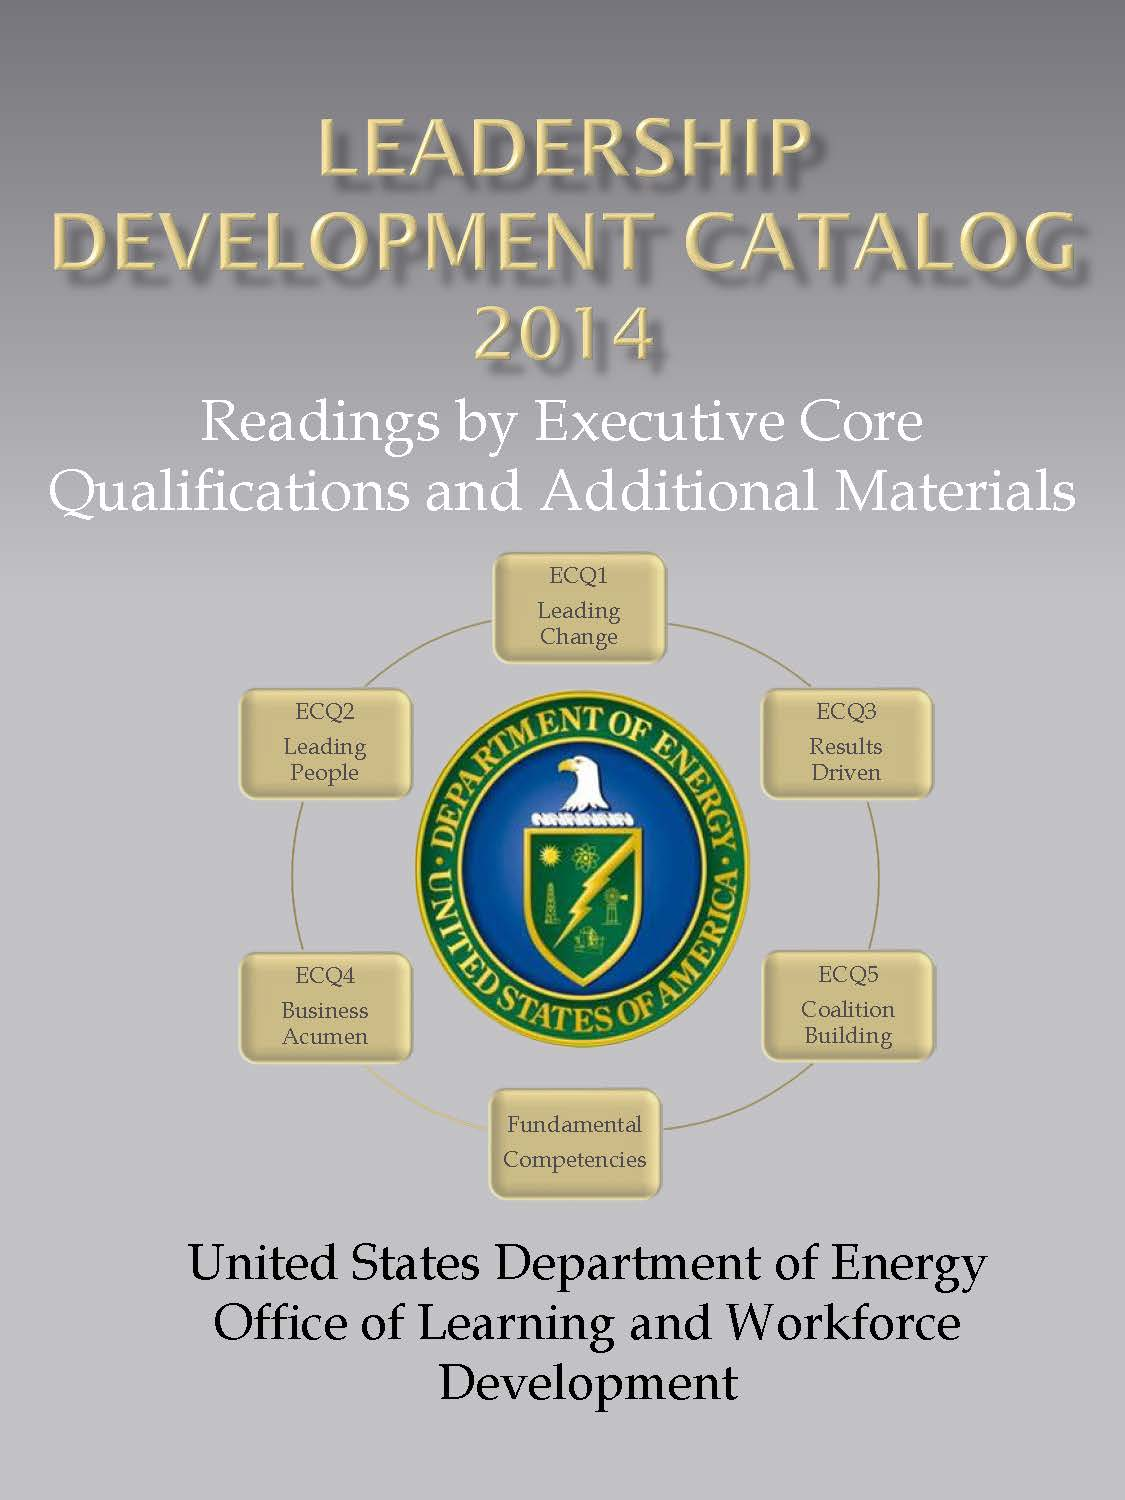 LEADERSHIP
DEVELOPMENT CATALOG
2014
Readings by Executive Core
Qualifications and Additional Materials
ECQ1
Leading
Change
ECQ2
Leading
People
ECQ3
Results
Driven
DEPARTMENT OF ENERGY
UNITED STATES OF AMERICA
ECQ4
Business
Acumen
ECQ5
Coalition
Building
Fundamental
Competencies
United States Department of Energy
Office of Learning and Workforce
Development